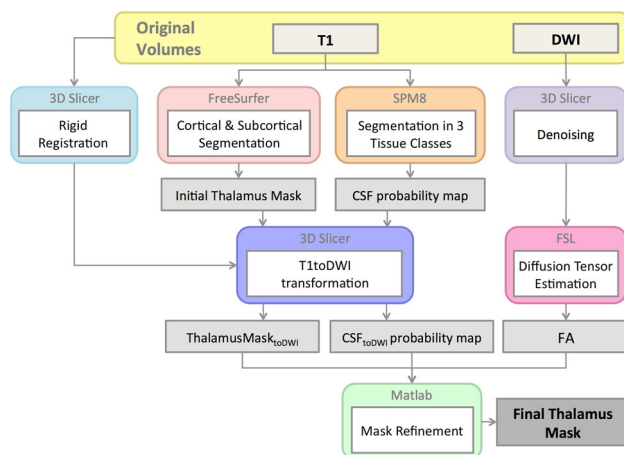 Original
Volumes
T1
DWI
3D Slicer
Rigid
Registration
FreeSurfer
Cortical & Subcortical
Segmentation
SPM8
Segmentation in 3
Tissue Classes
3D Slicer
Denoising
Initial Thalamus Mask
CSF probability map
3D Slicer
T1toDWI
transformation
FSL
Diffusion Tensor
Estimation
ThalamusMasktoDWI
CSFtoDWI probability map
FA
Matlab
Mask Refinement
Final Thalamus
Mask